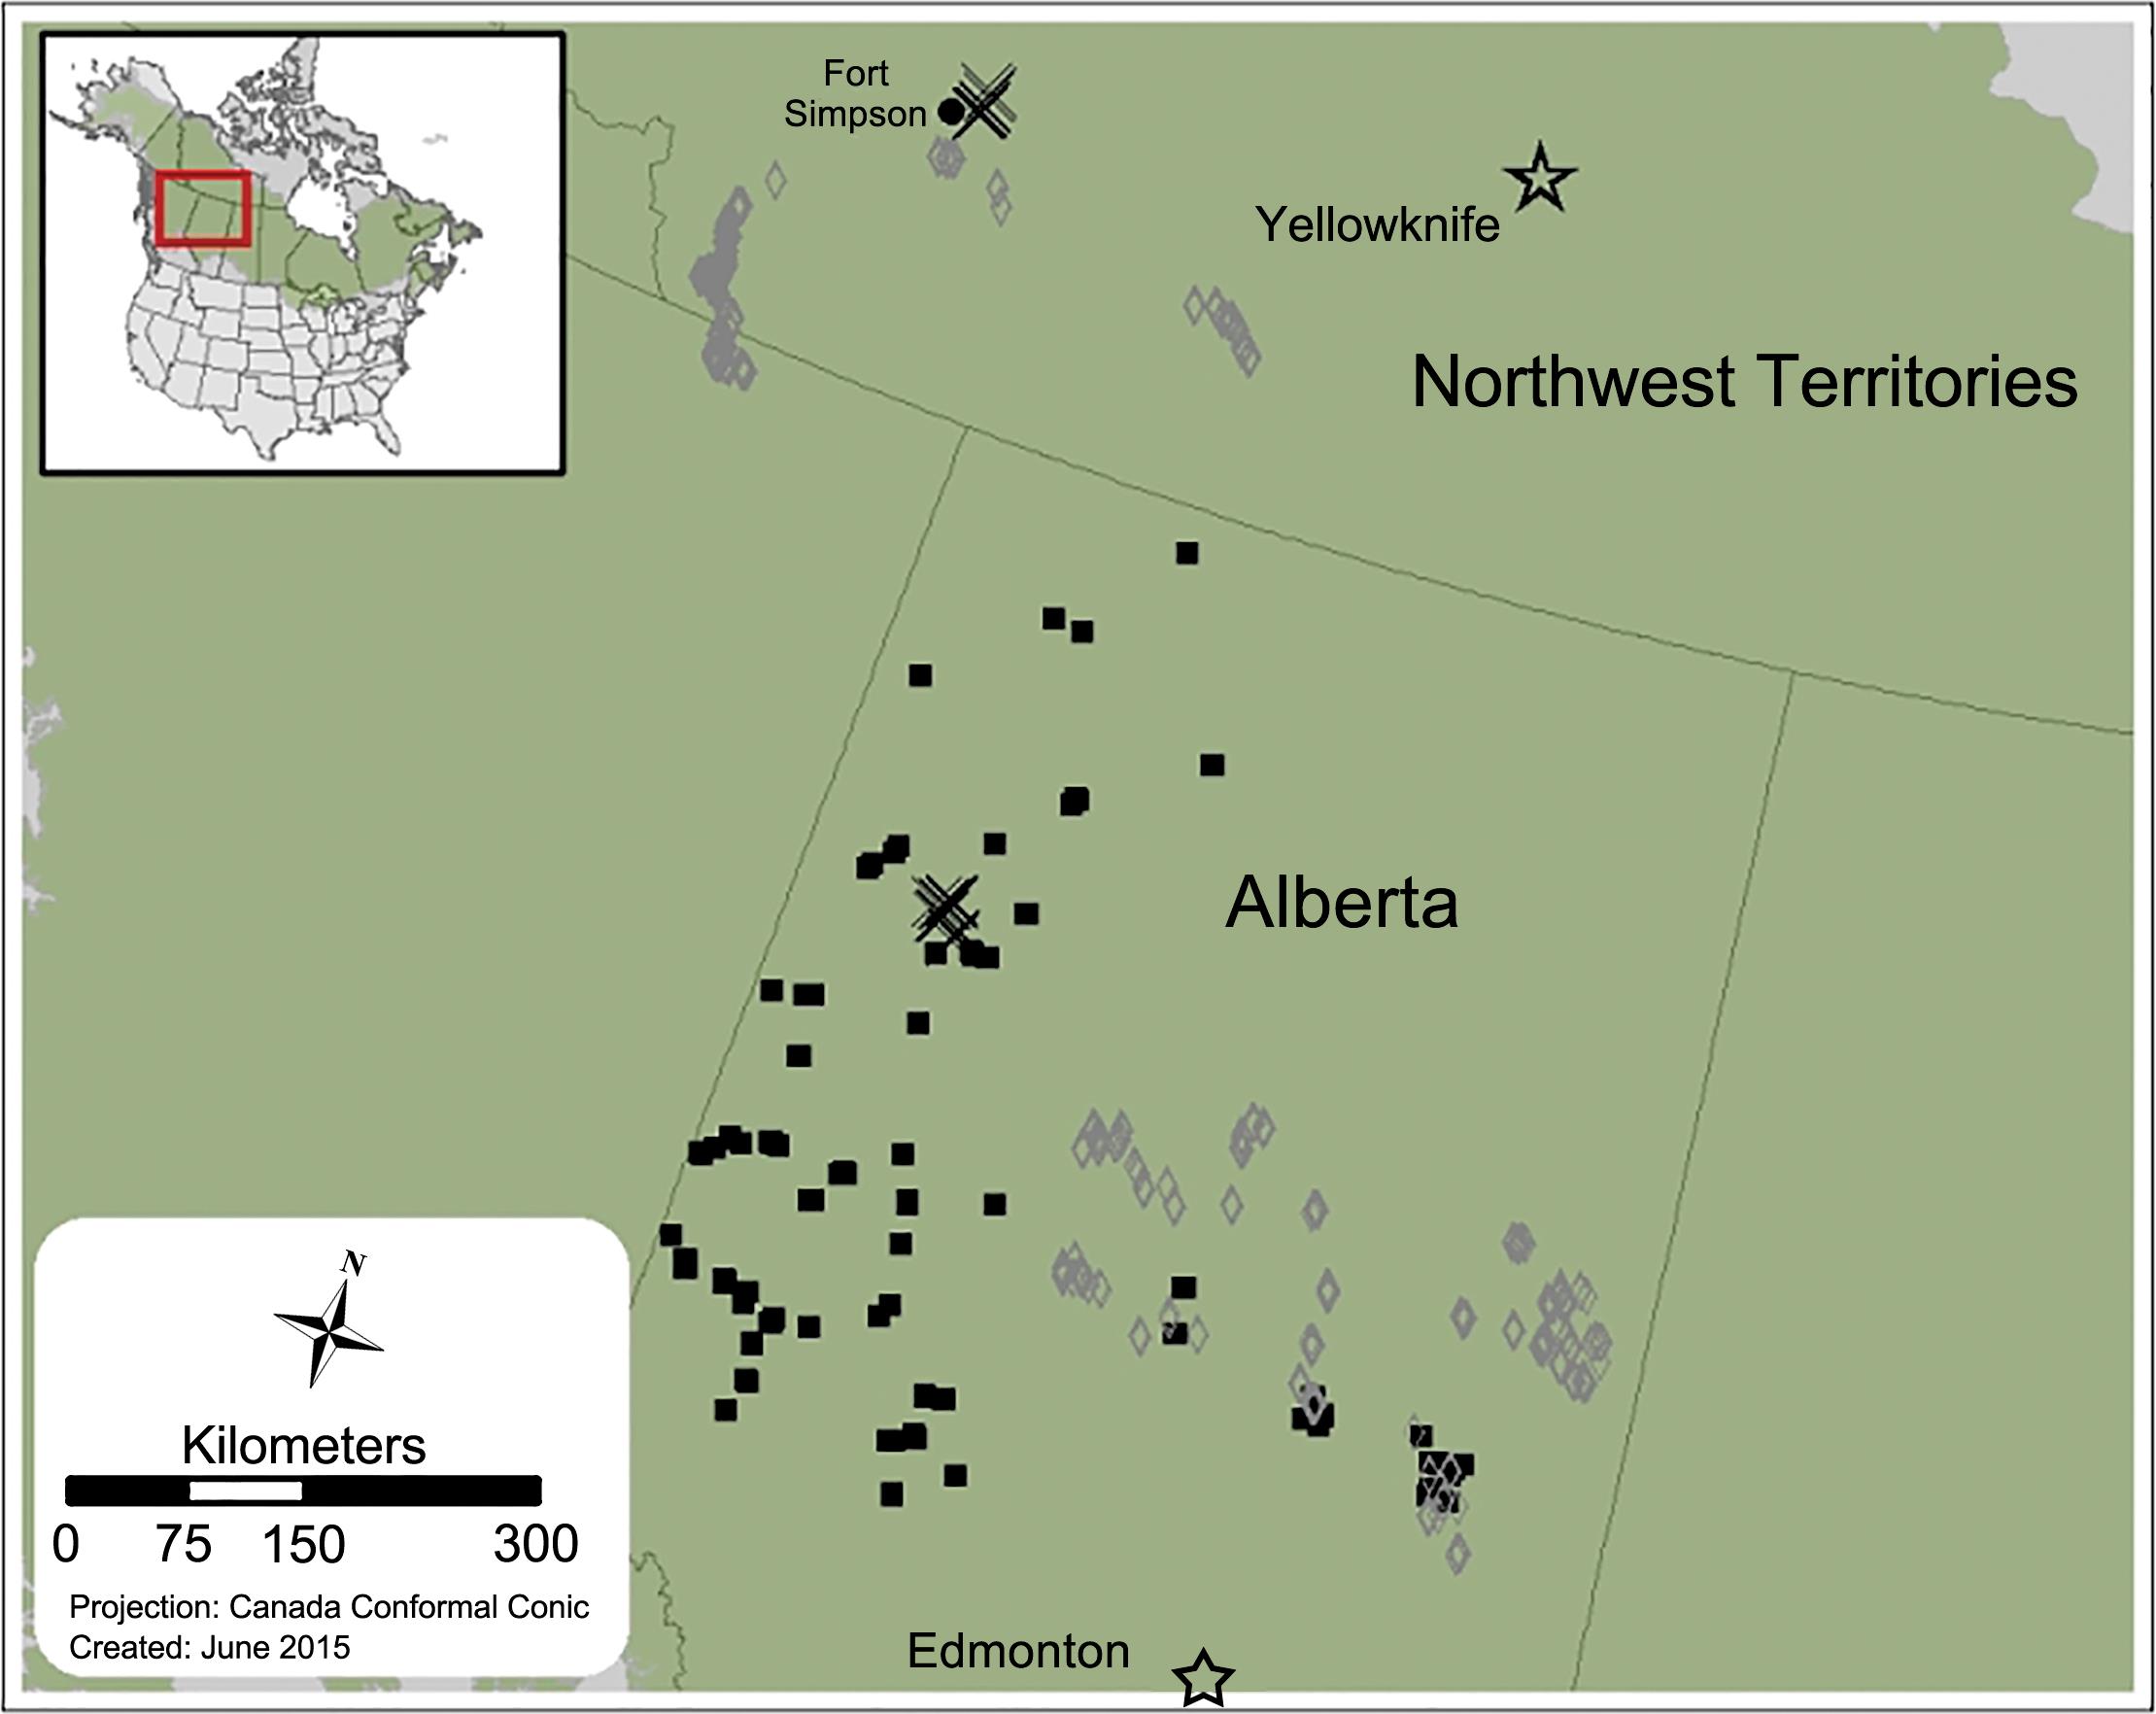 Fort
Simpson
Yellowknife
Northwest Territories
Alberta
N
Kilometers
0 75 150 300
Projection: Canada Conformal Conic
Created: June 2015
Edmonton